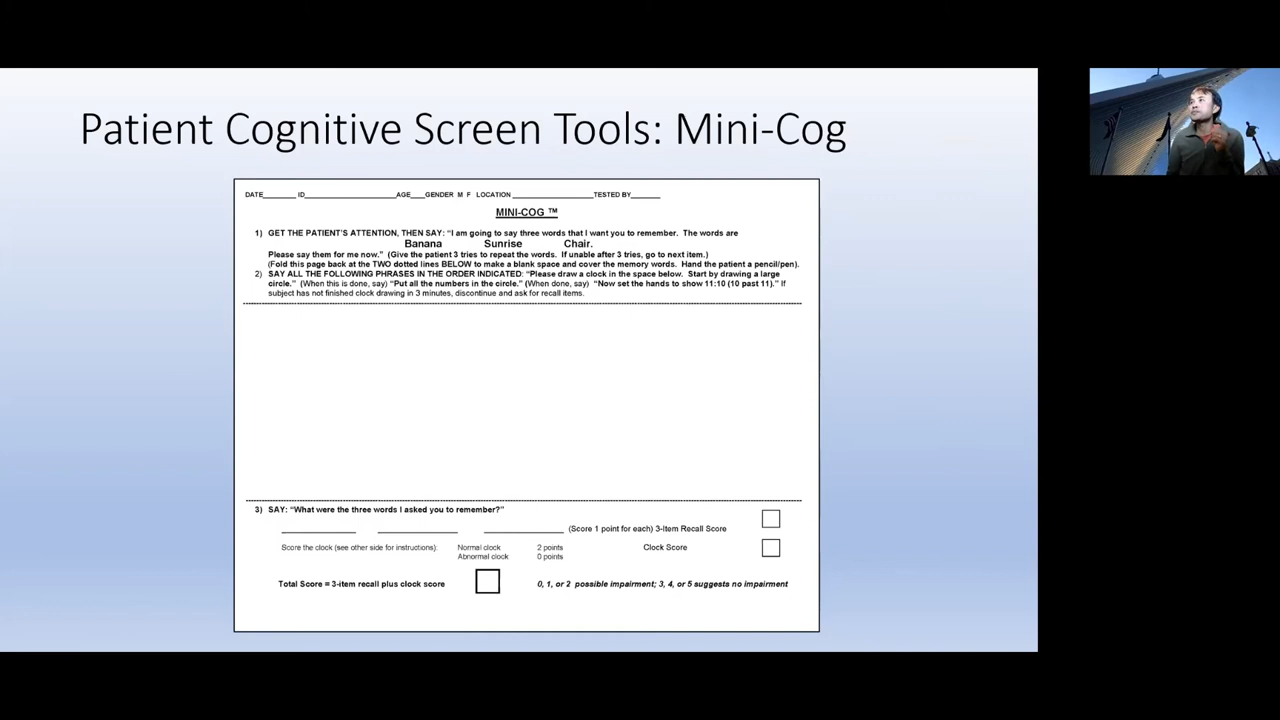 Patient Cognitive Screen Tools: Mini-Cog
DATE________ ID______________________AGE___GENDER M F LOCATION ___________________TESTED BY_______
MINI-COG ™
1) GET THE PATIENT'S ATTENTION, THEN SAY: "I am going to say three words that I want you to remember. The words are
Banana Sunrise Chair.
Please say them for me now." (Give the patient 3 tries to repeat the words. If unable after 3 tries, go to next item.)
(Fold this page back at the TWO dotted lines BELOW to make a blank space and cover the memory words. Hand the patient a pencil/pen).
2) SAY ALL THE FOLLOWING PHRASES IN THE ORDER INDICATED: "Please draw a clock in the space below. Start by drawing a large
circle." (When this is done, say) "Put all the numbers in the circle." (When done, say) "Now set the hands to show 11:10 (10 past 11)." If
subject has not finished clock drawing in 3 minutes, discontinue and ask for recall items.
3) SAY: "What were the three words I asked you to remember?"
_________________ __________________ __________________ (Score 1 point for each) 3-Item Recall Score
Score the clock (see other side for instructions): Normal clock 2 points Clock Score
Abnormal clock 0 points
Total Score = 3-item recall plus clock score 0, 1, or 2 possible impairment; 3, 4, or 5 suggests no impairment